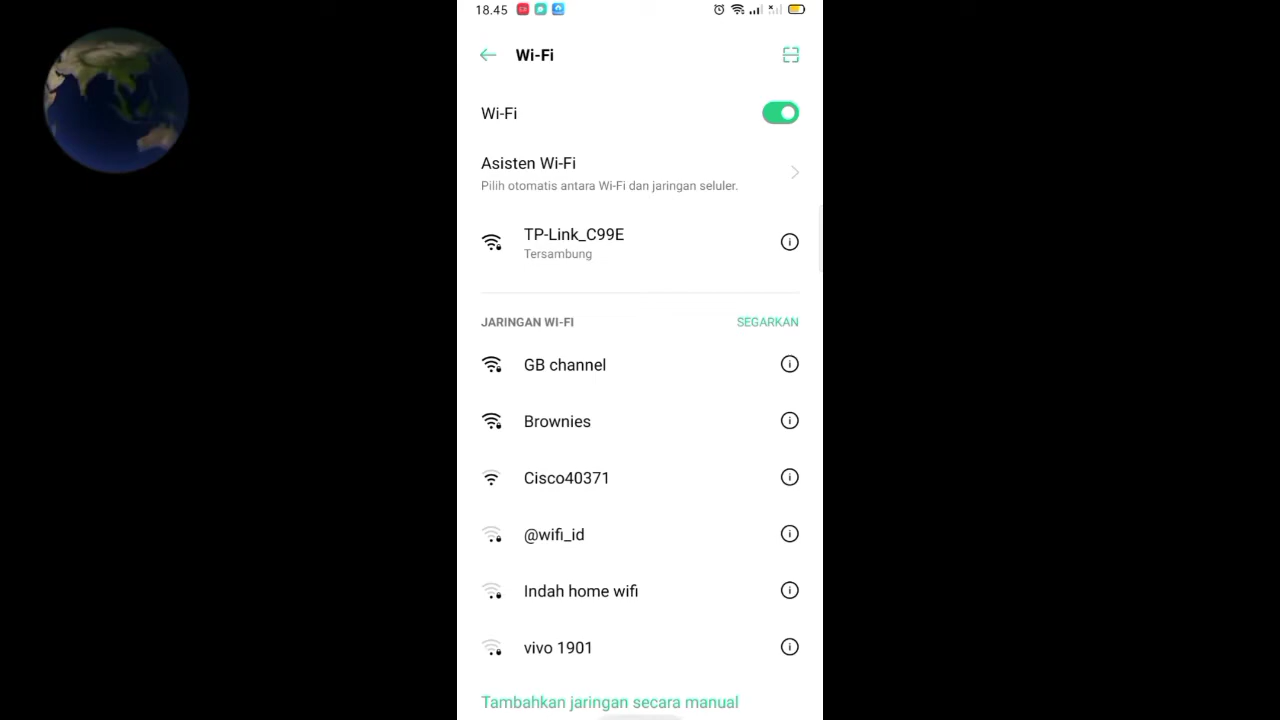 18.45
Wi-Fi
Wi-Fi
Asisten Wi-Fi
Pilih otomatis antara Wi-Fi dan jaringan seluler.
TP-Link_C99E
Tersambung
JARINGAN WI-FI SEGARKAN
GB channel
Brownies
Cisco40371
@wifi_id
Indah home wifi
vivo 1901
Tambahkan jaringan secara manual